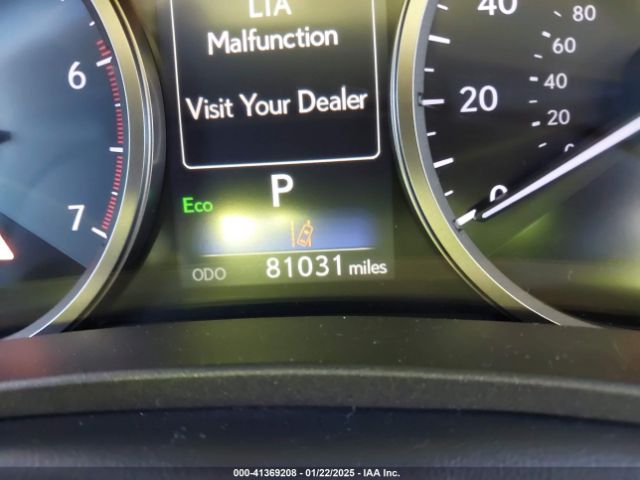 LTA
Malfunction
Visit Your Dealer
P
Eco
ODO 81031 miles
6
7
40
20
0
80
60
40
20
000-41369208 - 01/22/2025 - IAA Inc.